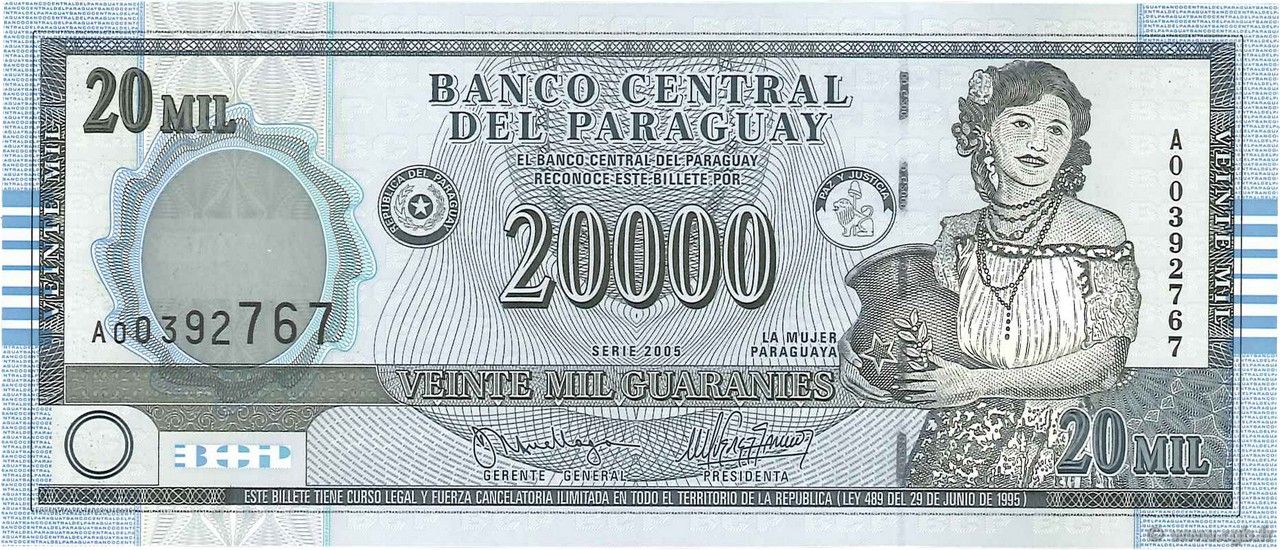 20 MIL
BANCO CENTRAL
DEL PARAGUAY
EL BANCO CENTRAL DEL PARAGUAY
RECONOCE ESTE BILLETE POR
REPUBLICA DEL PARAGUAY
PAZ Y JUSTICIA
20000
VEINTE MIL
VEINTE MIL
A00392767
A00392767
SERIE 2005
LA MUJER
PARAGUAYA
VEINTE MIL GUARANIES
20 MIL
GERENTE GENERAL
PRESIDENTA
ESTE BILLETE TIENE CURSO LEGAL Y FUERZA CANCELATORIA ILIMITADA EN TODO EL TERRITORIO DE LA REPUBLICA (LEY 489 DEL 29 DE JUNIO DE 1995)